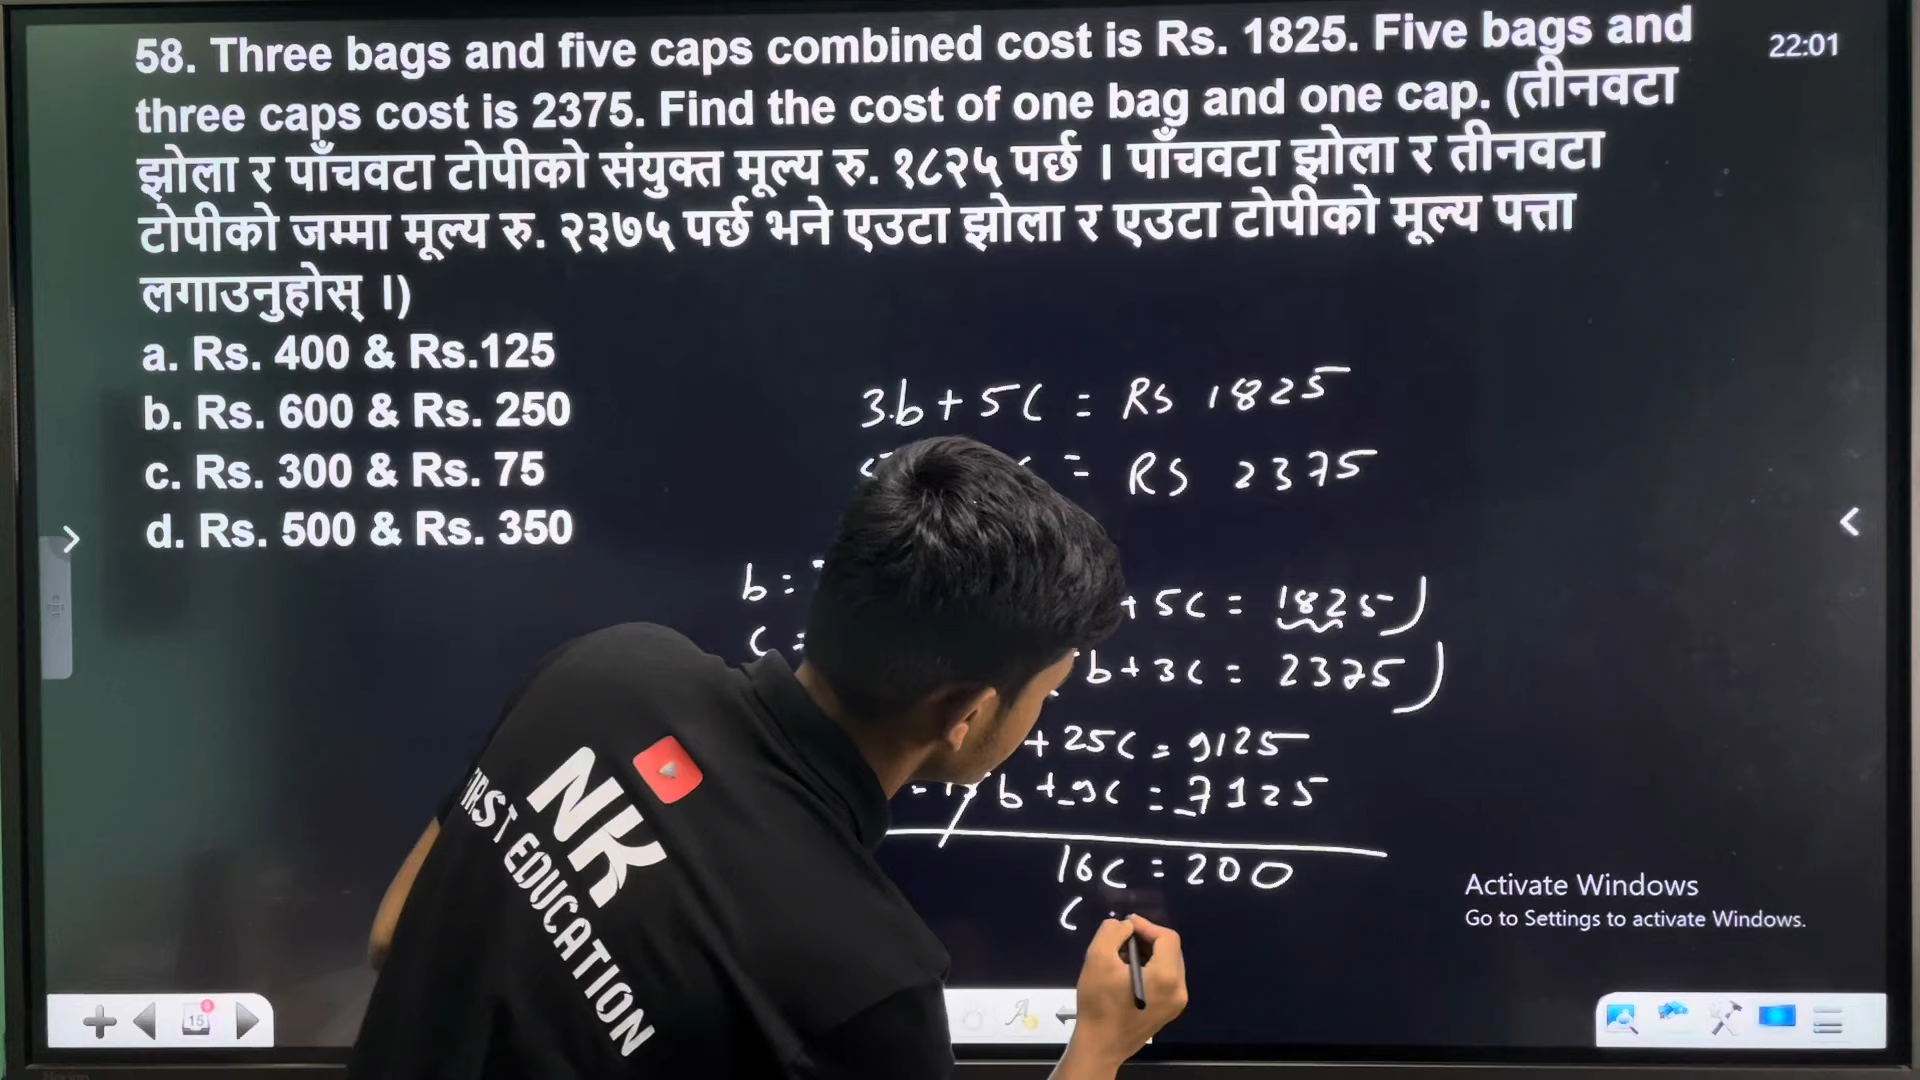 58. Three bags and five caps combined cost is Rs. 1825. Five bags and
three caps cost is 2375. Find the cost of one bag and one cap. (तीनवटा
झोला र पाँचवटा टोपीको संयुक्त मूल्य रु. १८२५ पर्छ । पाँचवटा झोला र तीनवटा
टोपीको जम्मा मूल्य रु. २३७५ पर्छ भने एउटा झोला र एउटा टोपीको मूल्य पत्ता
लगाउनुहोस् ।)
22:01
a. Rs. 400 & Rs.125
b. Rs. 600 & Rs. 250
c. Rs. 300 & Rs. 75
d. Rs. 500 & Rs. 350
3.b + 5c = RS 1825
= RS 2375
b =
c =
+ 5c = 1825)
b + 3c = 2375)
+ 25c = 9125
b + 9c = 7125
16c = 200
c
NK
FIRST EDUCATION
Activate Windows
Go to Settings to activate Windows.
15